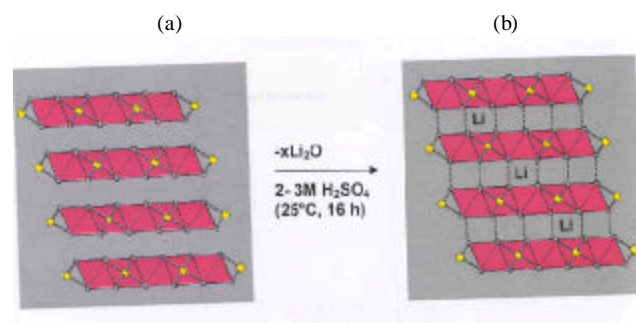 (a)
(b)
-xLi₂O
2- 3M H₂SO₄
(25°C, 16 h)
Li
Li
Li